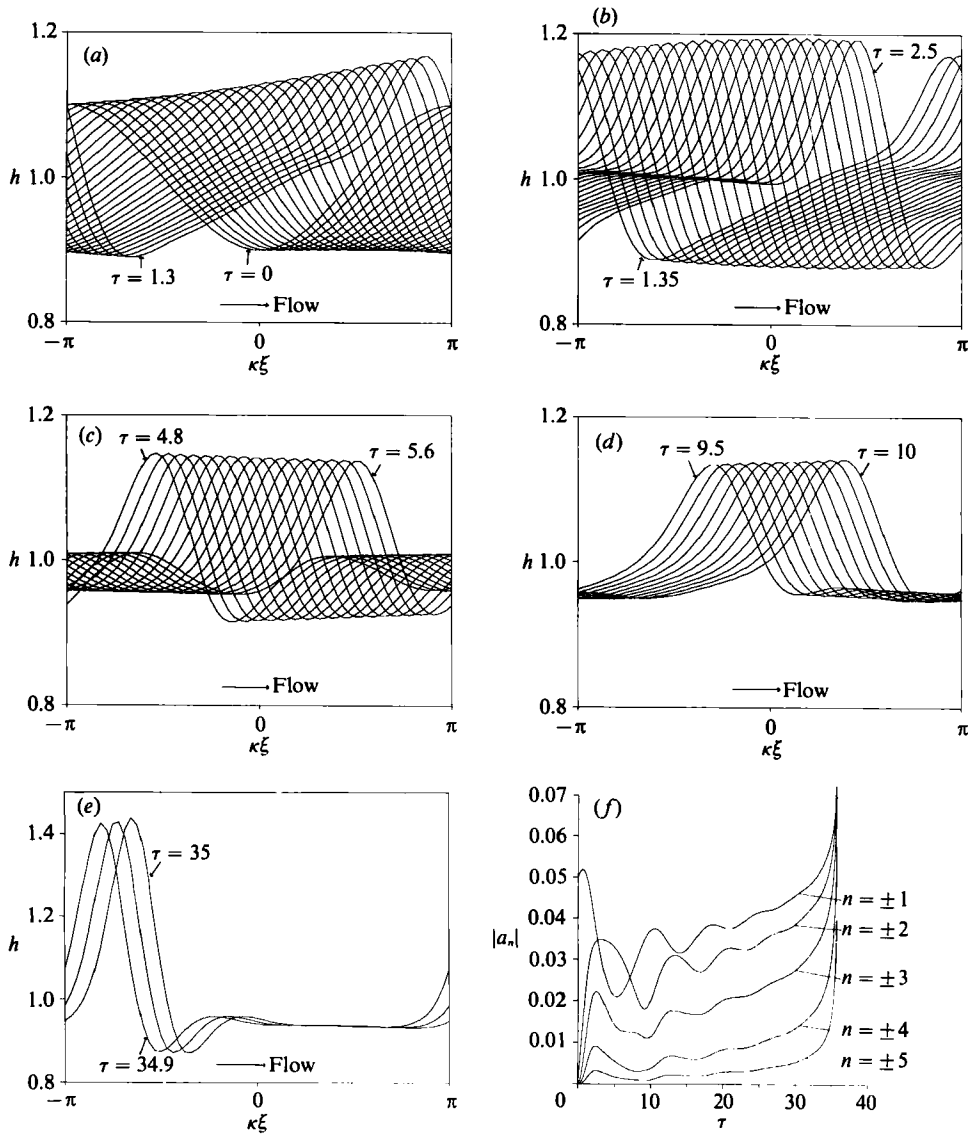 (a)
1.2
1.0
0.8
h
τ = 1.3
τ = 0
Flow
−π
0
π
κξ
(b)
1.2
1.0
0.8
h
τ = 2.5
τ = 1.35
Flow
−π
0
π
κξ
(c)
1.2
1.0
0.8
h
τ = 4.8
τ = 5.6
Flow
−π
0
π
κξ
(d)
1.2
1.0
0.8
h
τ = 9.5
τ = 10
Flow
−π
0
π
κξ
(e)
1.4
1.2
1.0
0.8
h
τ = 35
τ = 34.9
Flow
−π
0
π
κξ
(f)
0.07
0.06
0.05
0.04
0.03
0.02
0.01
|aₙ|
n = ±1
n = ±2
n = ±3
n = ±4
n = ±5
0
10
20
30
40
τ